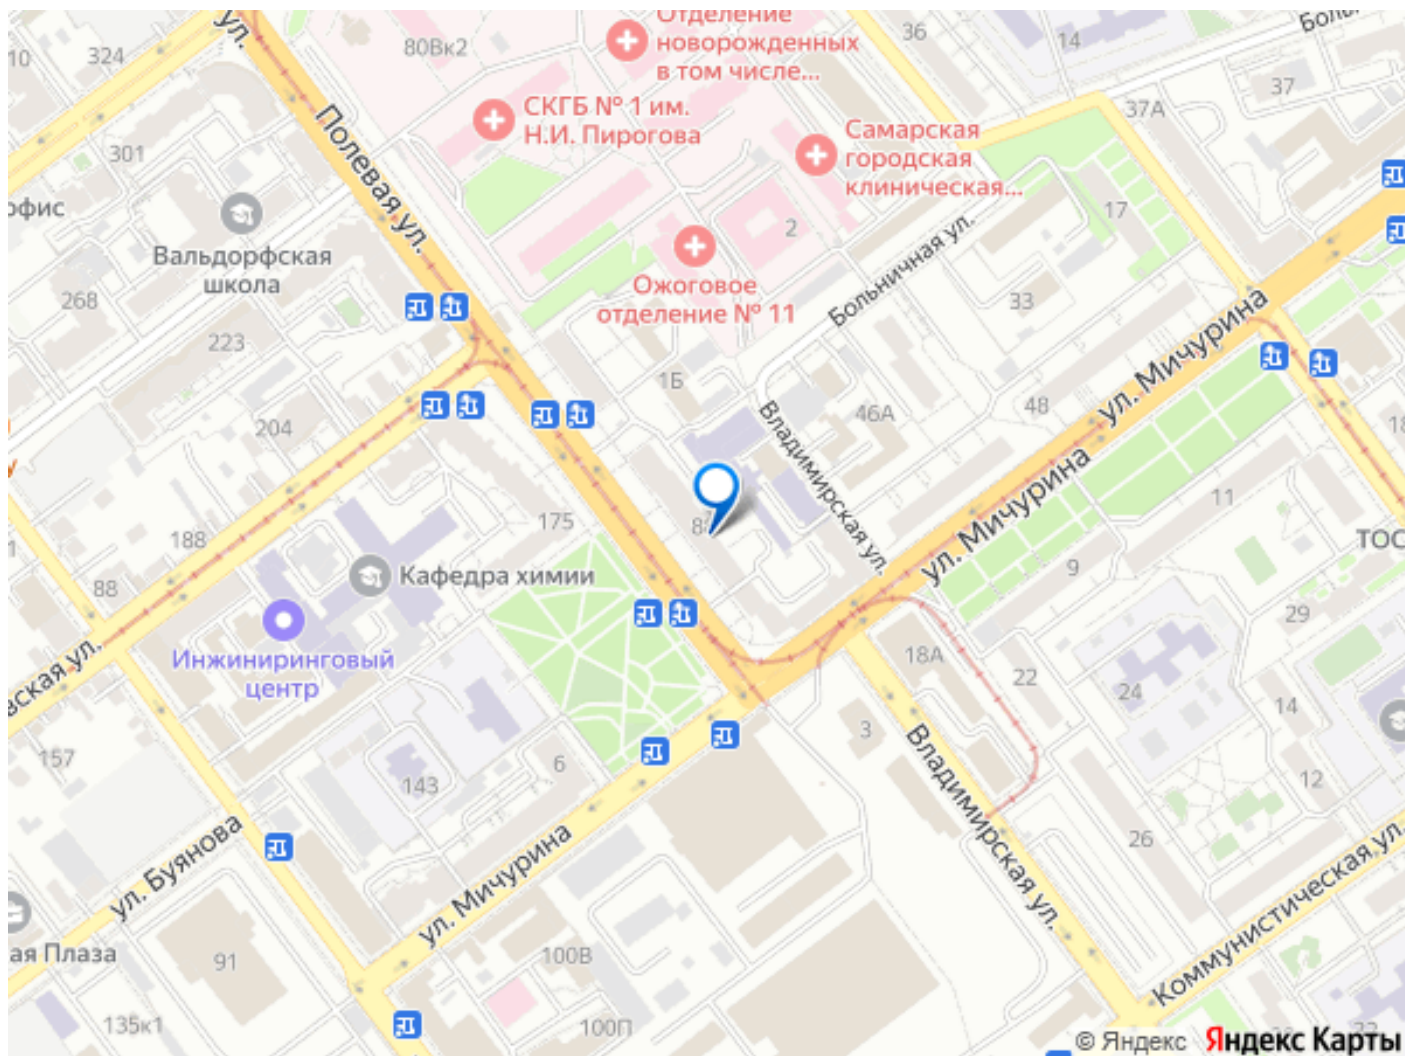 10
324
ул.
80Вк2
Отделение
новорожденных
в том числе...
36
14
37
37А
СКГБ № 1 им.
Н.И. Пирогова
Самарская
городская
клиническая...
Полевая ул.
301
офис
Вальдорфская
школа
268
223
Ожоговое
отделение № 11
2
Больничная ул.
17
33
1Б
46А
48
ул. Мичурина
204
Владимирская ул.
175
188
88
Кафедра химии
ул. Мичурина
11
9
ТОС
29
Инжиниринговый
центр
18А
22
24
14
12
157
143
6
3
Владимирская ул.
26
ул. Буянова
ул. Мичурина
Коммунистическая ул.
ая Плаза
91
100В
135к1
100П
© Яндекс Яндекс Карты